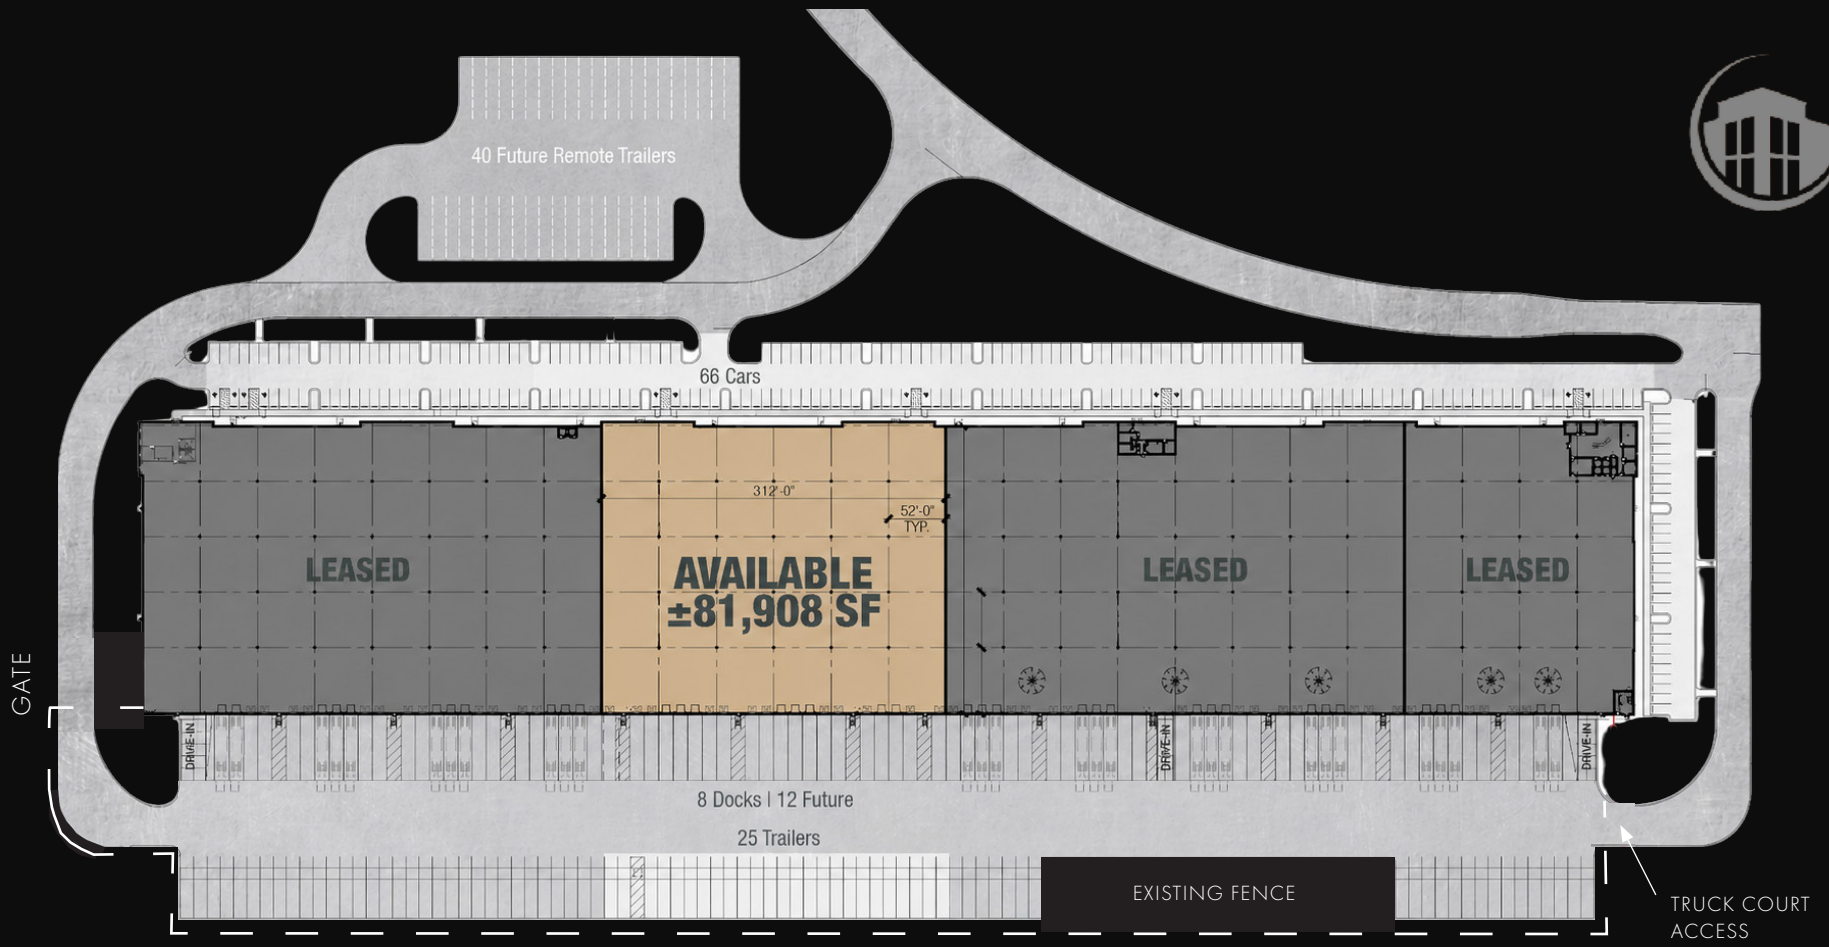 40 Future Remote Trailers
66 Cars
312'-0"
52'-0"
TYP.
LEASED
AVAILABLE
±81,908 SF
LEASED
LEASED
GATE
DRIVE-IN
DRIVE-IN
DRIVE-IN
8 Docks | 12 Future
25 Trailers
EXISTING FENCE
TRUCK COURT
ACCESS